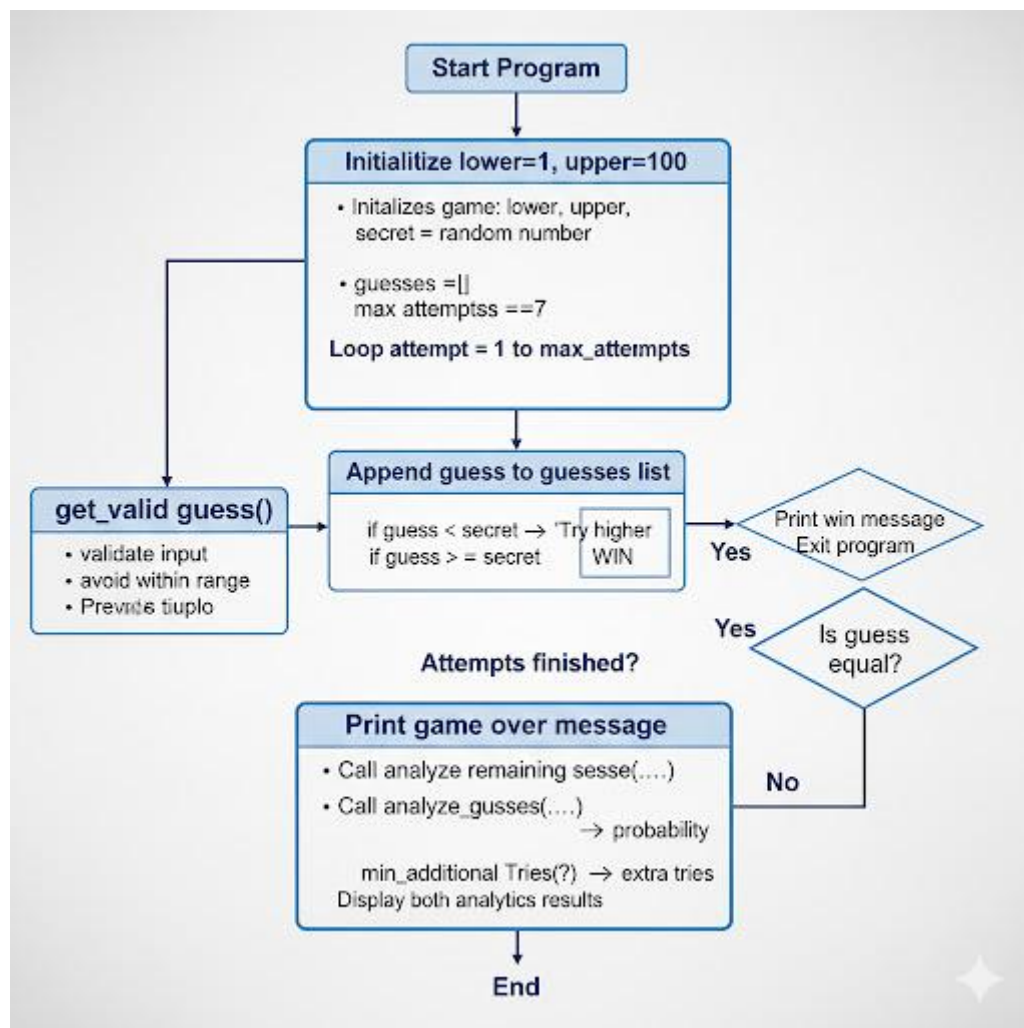 Start Program
Initialitize lower=1, upper=100
• Initalizes game: lower, upper,
secret = random number
• guesses =[]
max attemptss ==7
Loop attempt = 1 to max_attempts
get_valid guess()
• validate input
• avoid within range
Append guess to guesses list
if guess < secret → 'Try higher
if guess > = secret WIN
Yes
Print win message
Exit program
Yes
Is guess
equal?
Attempts finished?
Print game over message
• Call analyze remaining sesse(....)
• Call analyze_gusses(....)
→ probability
min_additional Tries(?) → extra tries
Display both analytics results
No
End